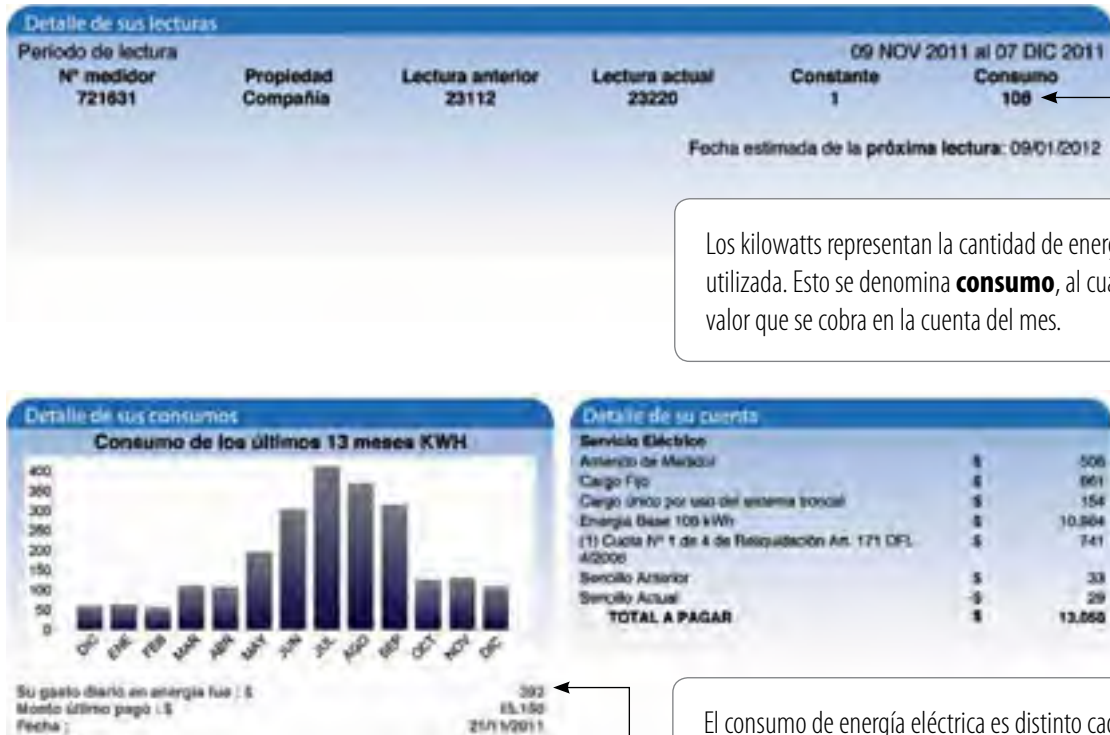 Detalle de sus lecturas
Periodo de lectura 09 NOV 2011 al 07 DIC 2011
Nº medidor Propiedad Lectura anterior Lectura actual Constante Consumo
721631 Compañía 23112 23220 1 108
Fecha estimada de la próxima lectura: 09/01/2012
Los kilowatts representan la cantidad de ener
utilizada. Esto se denomina consumo, al cua
valor que se cobra en la cuenta del mes.
Detalle de sus consumos
Consumo de los últimos 13 meses KWH
400
350
300
250
200
150
100
50
0
DIC ENE FEB MAR ABR MAY JUN JUL AGO SEP OCT NOV DIC
Su gasto diario en energía fue : $ 393
Monto último pago : $ 15,150
Fecha : 21/11/2011
Detalle de su cuenta
Servicio Eléctrico
Arriendo de Medidor $ 506
Cargo Fijo $ 661
Cargo único por uso del sistema troncal $ 154
Energía Base 108 kWh $
(1) Cuota Nº 1 de 4 de Reliquidación Art. 171 DFL $ 741
4/2006
Sencillo Anterior $ 33
Sencillo Actual -$ 29
TOTAL A PAGAR $ 13,050
El consumo de energía eléctrica es distinto cad